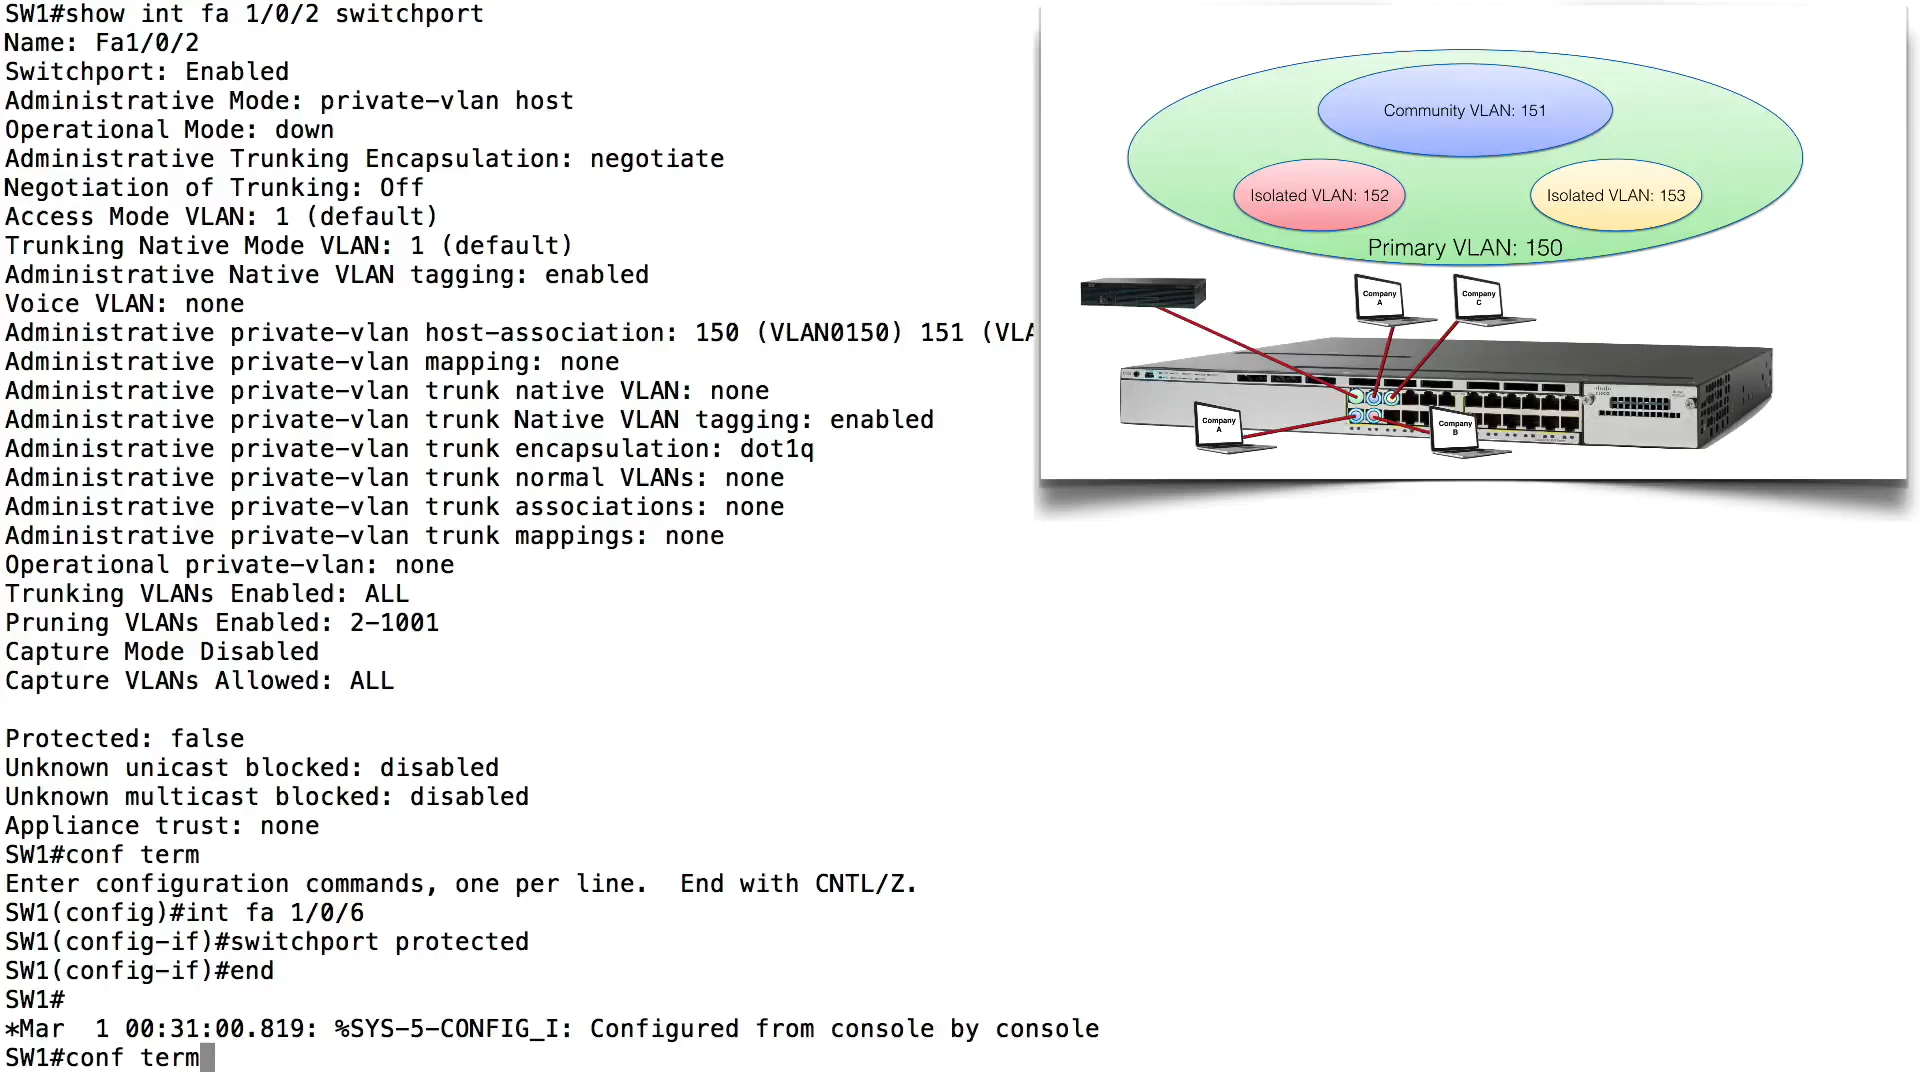 SW1#show int fa 1/0/2 switchport
Name: Fa1/0/2
Switchport: Enabled
Administrative Mode: private-vlan host
Operational Mode: down
Administrative Trunking Encapsulation: negotiate
Negotiation of Trunking: Off
Access Mode VLAN: 1 (default)
Trunking Native Mode VLAN: 1 (default)
Administrative Native VLAN tagging: enabled
Voice VLAN: none
Administrative private-vlan host-association: 150 (VLAN0150) 151 (VLA
Administrative private-vlan mapping: none
Administrative private-vlan trunk native VLAN: none
Administrative private-vlan trunk Native VLAN tagging: enabled
Administrative private-vlan trunk encapsulation: dot1q
Administrative private-vlan trunk normal VLANs: none
Administrative private-vlan trunk associations: none
Administrative private-vlan trunk mappings: none
Operational private-vlan: none
Trunking VLANs Enabled: ALL
Pruning VLANs Enabled: 2-1001
Capture Mode Disabled
Capture VLANs Allowed: ALL
Protected: false
Unknown unicast blocked: disabled
Unknown multicast blocked: disabled
Appliance trust: none
SW1#conf term
Enter configuration commands, one per line.  End with CNTL/Z.
SW1(config)#int fa 1/0/6
SW1(config-if)#switchport protected
SW1(config-if)#end
SW1#
*Mar  1 00:31:00.819: %SYS-5-CONFIG_I: Configured from console by console
SW1#conf term
Community VLAN: 151
Isolated VLAN: 152
Isolated VLAN: 153
Primary VLAN: 150
Company
A
Company
C
Company
A
Company
B